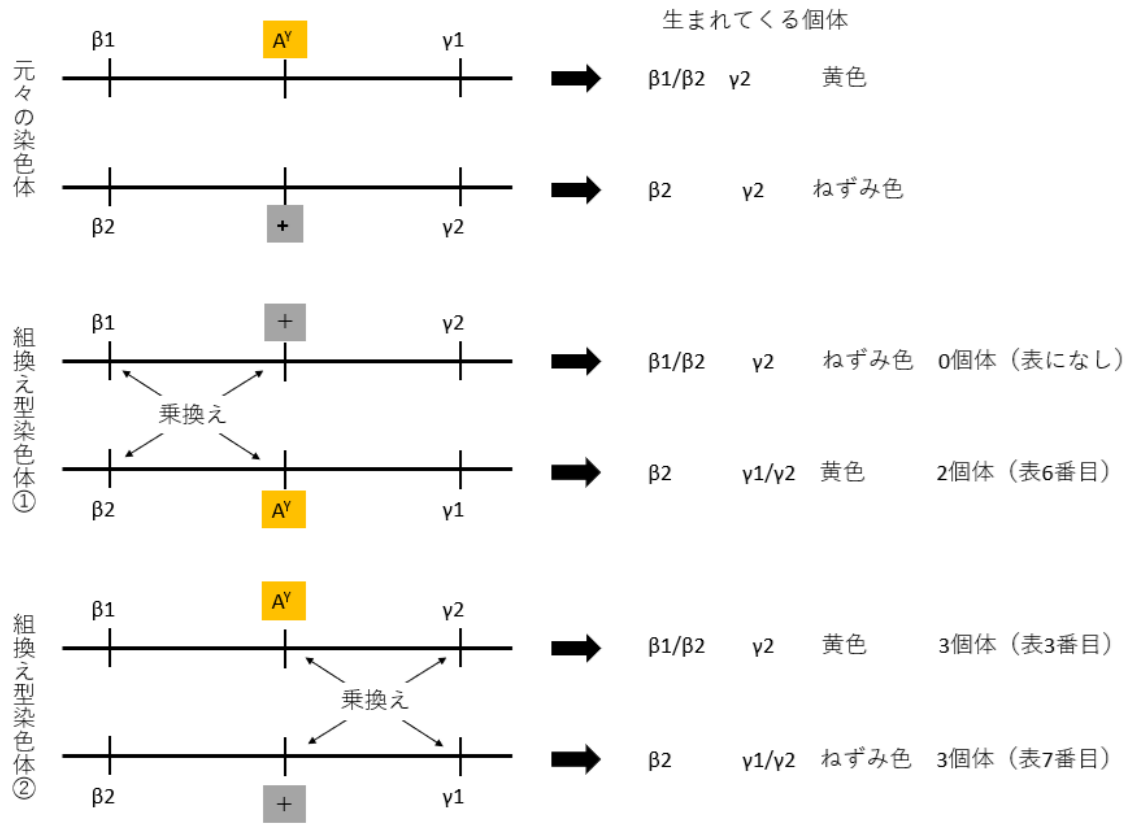 生まれてくる個体
元々の染色体
β1 Aʸ γ1
β1/β2 γ2 黄色
β2 + γ2
β2 γ2 ねずみ色
組換え型染色体①
β1 + γ2
β1/β2 γ2 ねずみ色 0個体（表になし）
乗換え
β2 Aʸ γ1
β2 γ1/γ2 黄色 2個体（表6番目）
組換え型染色体②
β1 Aʸ γ2
β1/β2 γ2 黄色 3個体（表3番目）
乗換え
β2 + γ1
β2 γ1/γ2 ねずみ色 3個体（表7番目）